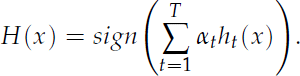 H(x) = sign(∑_{t=1}^{T} α_t h_t(x)).